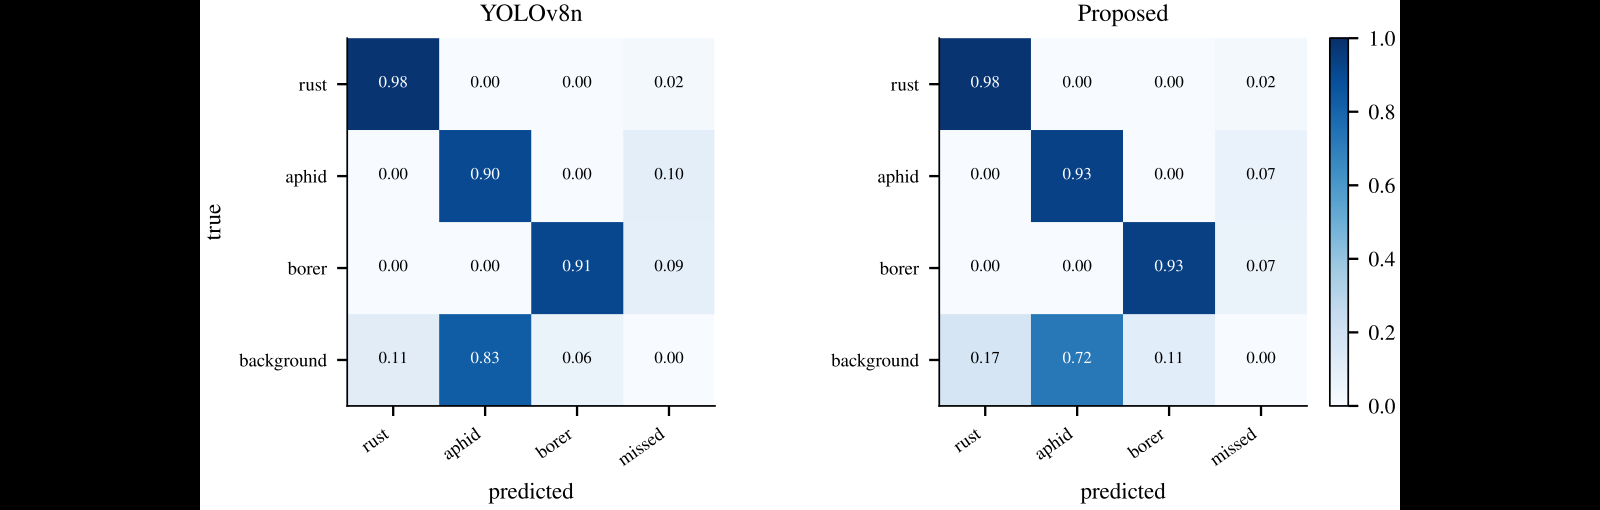 YOLOv8n
Proposed
true
rust 0.98 0.00 0.00 0.02
aphid 0.00 0.90 0.00 0.10
borer 0.00 0.00 0.91 0.09
background 0.11 0.83 0.06 0.00
rust aphid borer missed
predicted
rust 0.98 0.00 0.00 0.02
aphid 0.00 0.93 0.00 0.07
borer 0.00 0.00 0.93 0.07
background 0.17 0.72 0.11 0.00
rust aphid borer missed
predicted
1.0
0.8
0.6
0.4
0.2
0.0